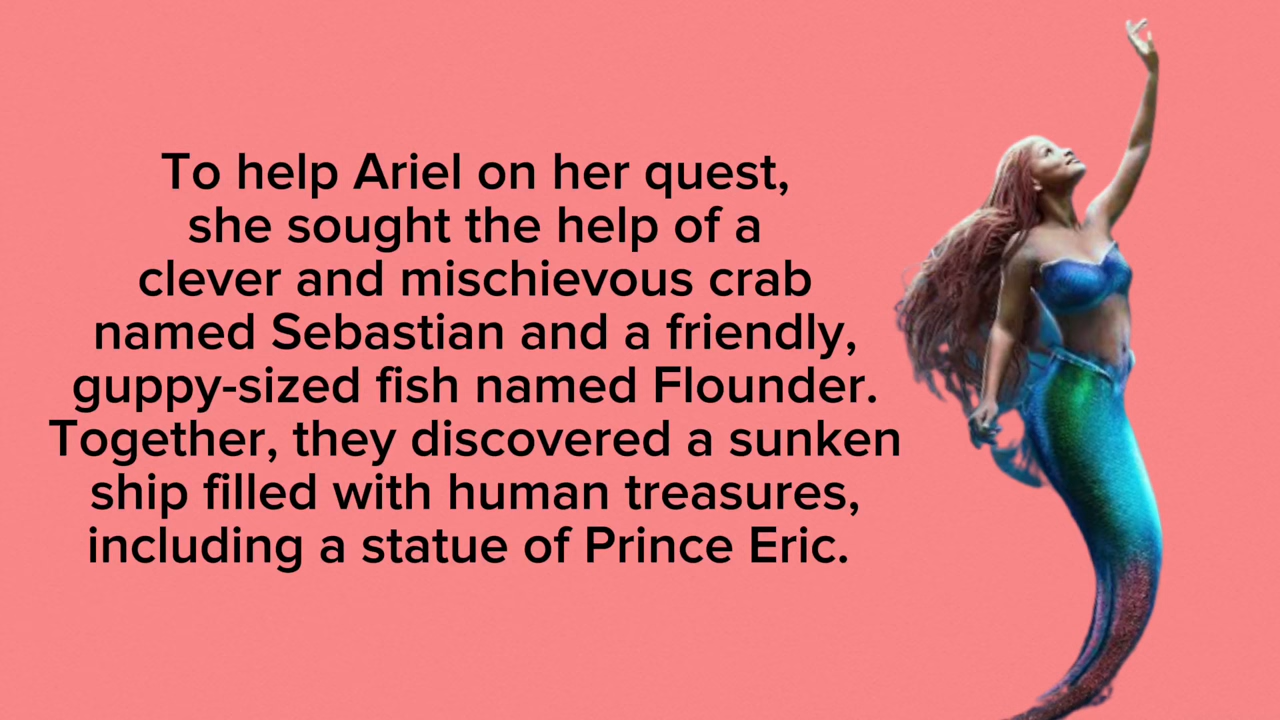 To help Ariel on her quest,
she sought the help of a
clever and mischievous crab
named Sebastian and a friendly,
guppy-sized fish named Flounder.
Together, they discovered a sunken
ship filled with human treasures,
including a statue of Prince Eric.